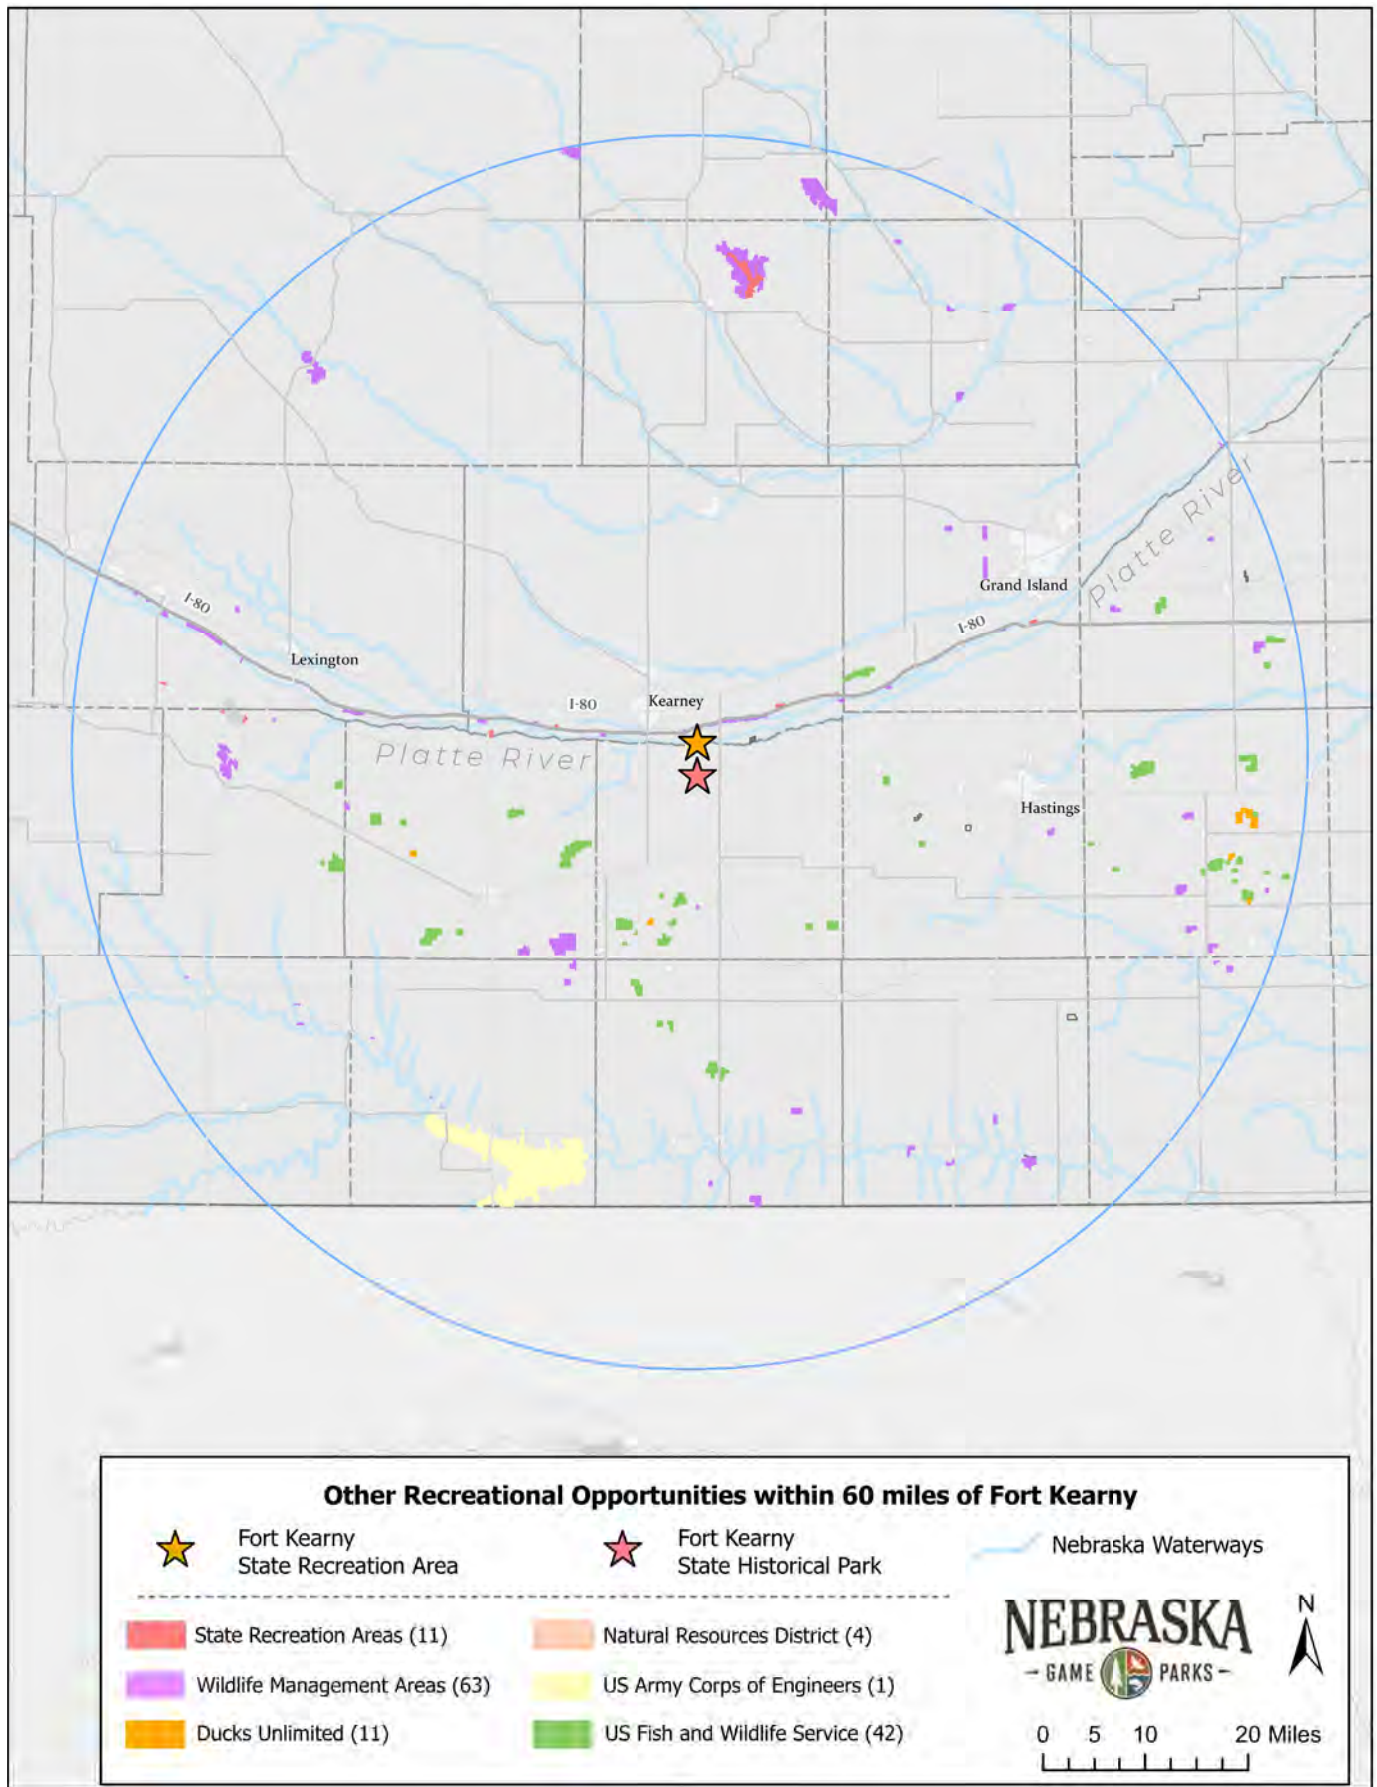 Platte River
Grand Island
I-80
I-80
Lexington
I-80
Kearney
Platte River
Hastings
Other Recreational Opportunities within 60 miles of Fort Kearny
Fort Kearny
State Recreation Area
Fort Kearny
State Historical Park
Nebraska Waterways
State Recreation Areas (11)
Natural Resources District (4)
Wildlife Management Areas (63)
US Army Corps of Engineers (1)
Ducks Unlimited (11)
US Fish and Wildlife Service (42)
NEBRASKA
- GAME PARKS -
N
0 5 10 20 Miles